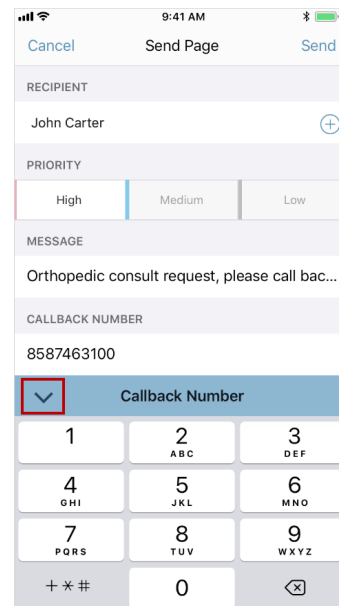 9:41 AM
Cancel Send Page Send
RECIPIENT
John Carter
PRIORITY
High Medium Low
MESSAGE
Orthopedic consult request, please call bac...
CALLBACK NUMBER
8587463100
Callback Number
1 2 3
ABC DEF
4 5 6
GHI JKL MNO
7 8 9
PQRS TUV WXYZ
+*# 0